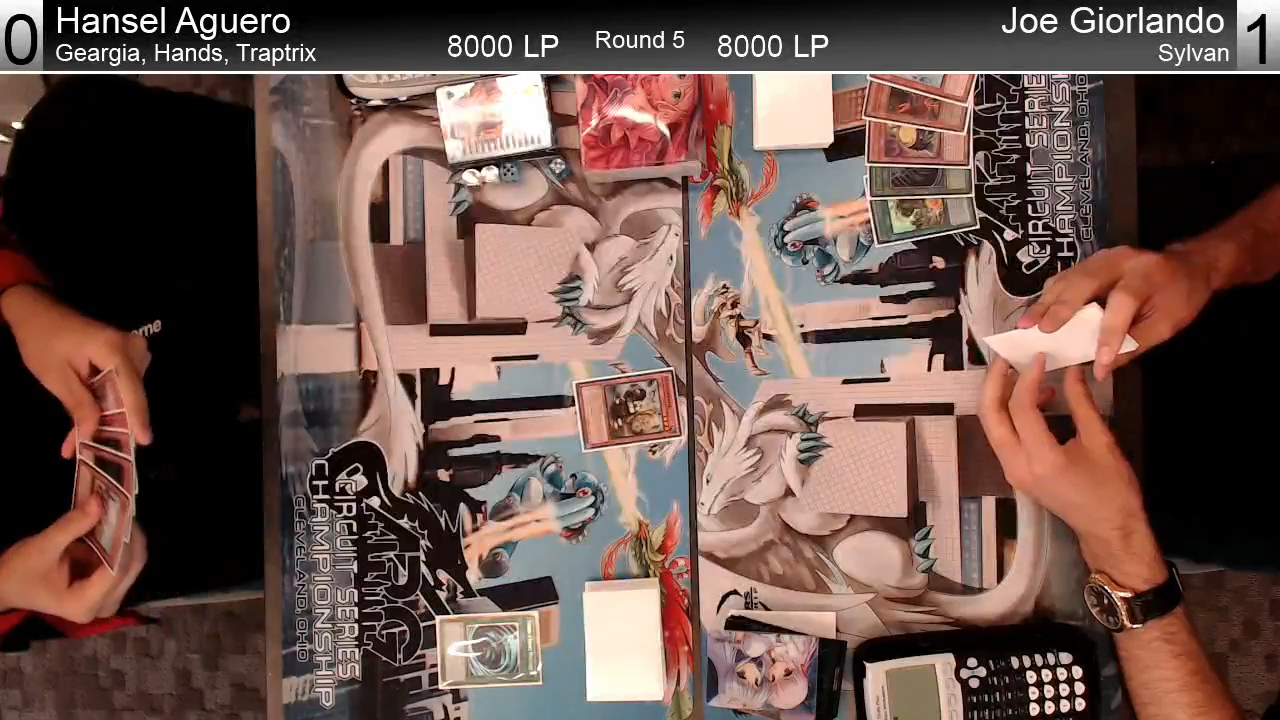 0
Hansel Aguero
Geargia, Hands, Traptrix
8000 LP
Round 5
8000 LP
Joe Giorlando
Sylvan
1
CIRCUIT SERIES
CHAMPIONSHIP
CLEVELAND, OHIO
ARG
CIRCUIT SERIES
CHAMPIONSHIP
CLEVELAND, OHIO